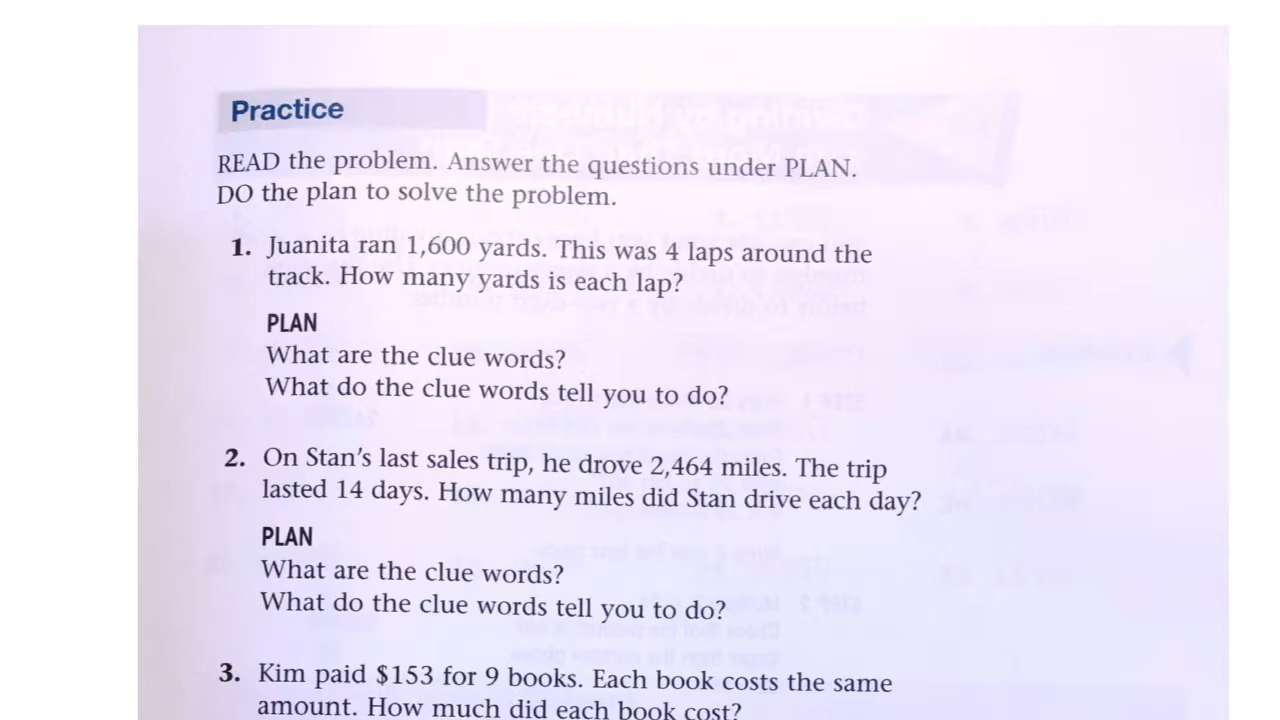 Practice
READ the problem. Answer the questions under PLAN.
DO the plan to solve the problem.
1. Juanita ran 1,600 yards. This was 4 laps around the
track. How many yards is each lap?
PLAN
What are the clue words?
What do the clue words tell you to do?
2. On Stan's last sales trip, he drove 2,464 miles. The trip
lasted 14 days. How many miles did Stan drive each day?
PLAN
What are the clue words?
What do the clue words tell you to do?
3. Kim paid $153 for 9 books. Each book costs the same
amount. How much did each book cost?